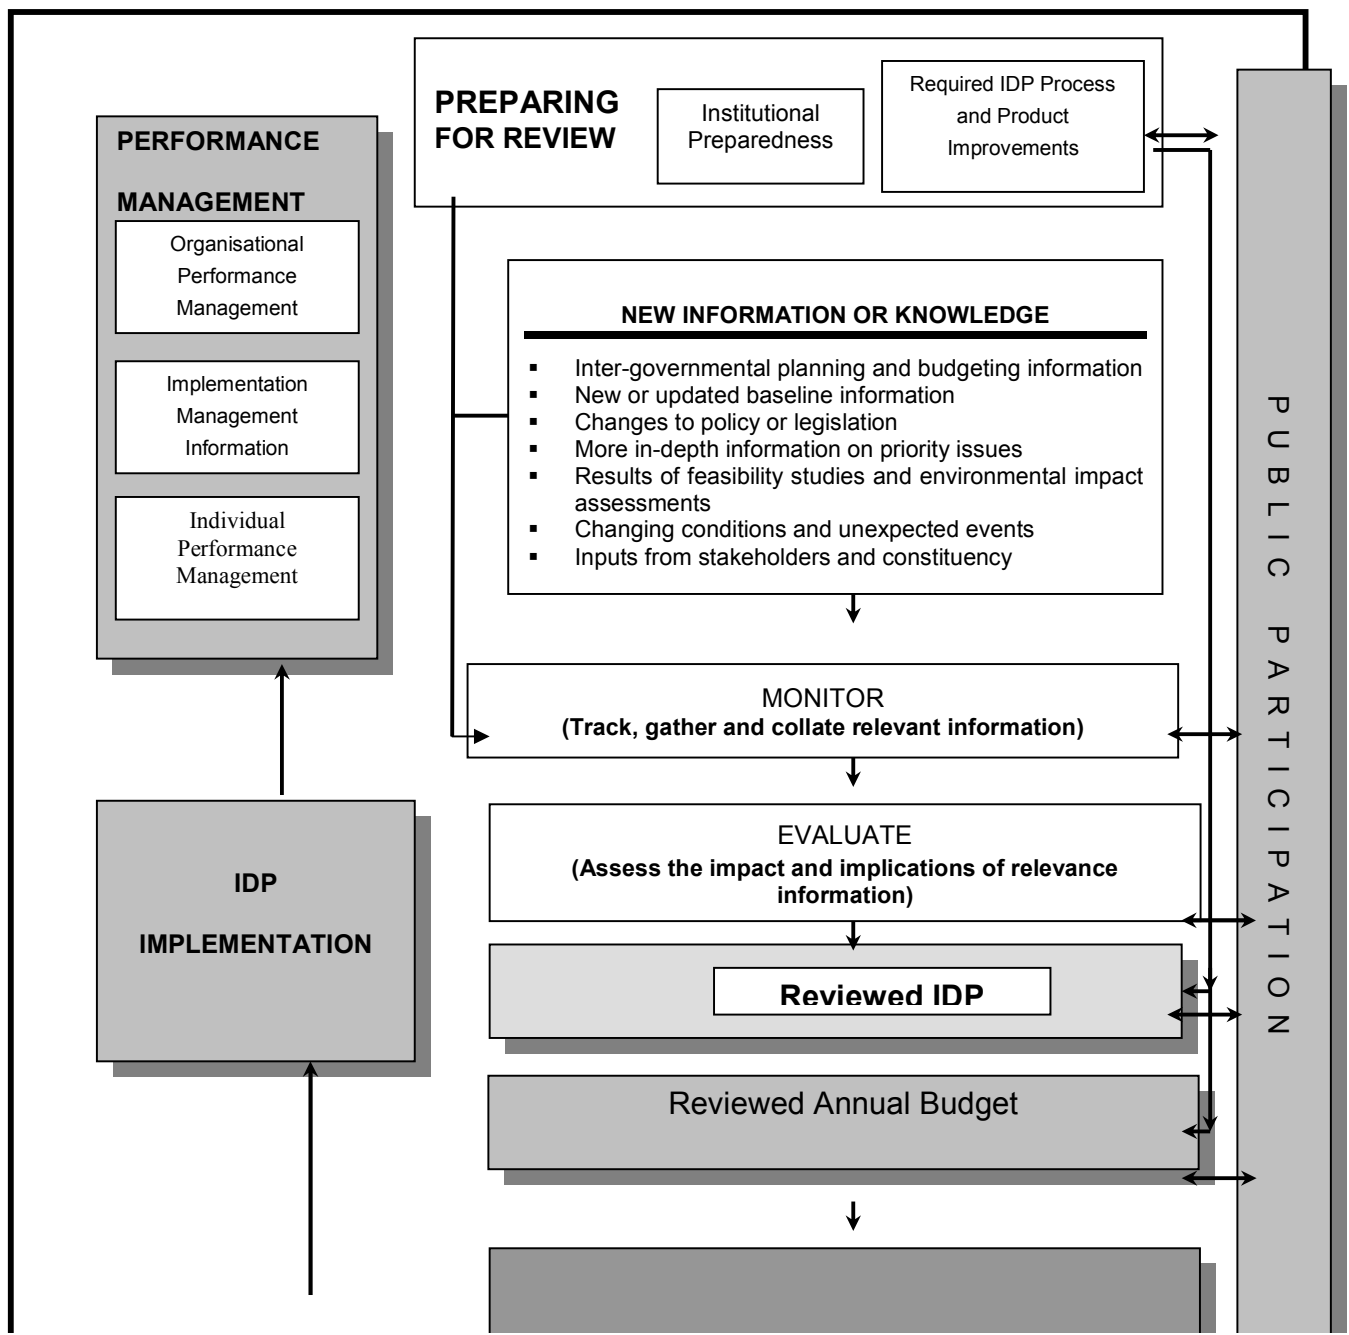 PREPARING
FOR REVIEW
Institutional
Preparedness
Required IDP Process
and Product
Improvements
PERFORMANCE
MANAGEMENT
Organisational
Performance
Management
Implementation
Management
Information
Individual
Performance
Management
NEW INFORMATION OR KNOWLEDGE
▪ Inter-governmental planning and budgeting information
▪ New or updated baseline information
▪ Changes to policy or legislation
▪ More in-depth information on priority issues
▪ Results of feasibility studies and environmental impact
assessments
▪ Changing conditions and unexpected events
▪ Inputs from stakeholders and constituency
MONITOR
(Track, gather and collate relevant information)
EVALUATE
(Assess the impact and implications of relevance
information)
IDP
IMPLEMENTATION
Reviewed IDP
Reviewed Annual Budget
PUBLIC PARTICIPATION